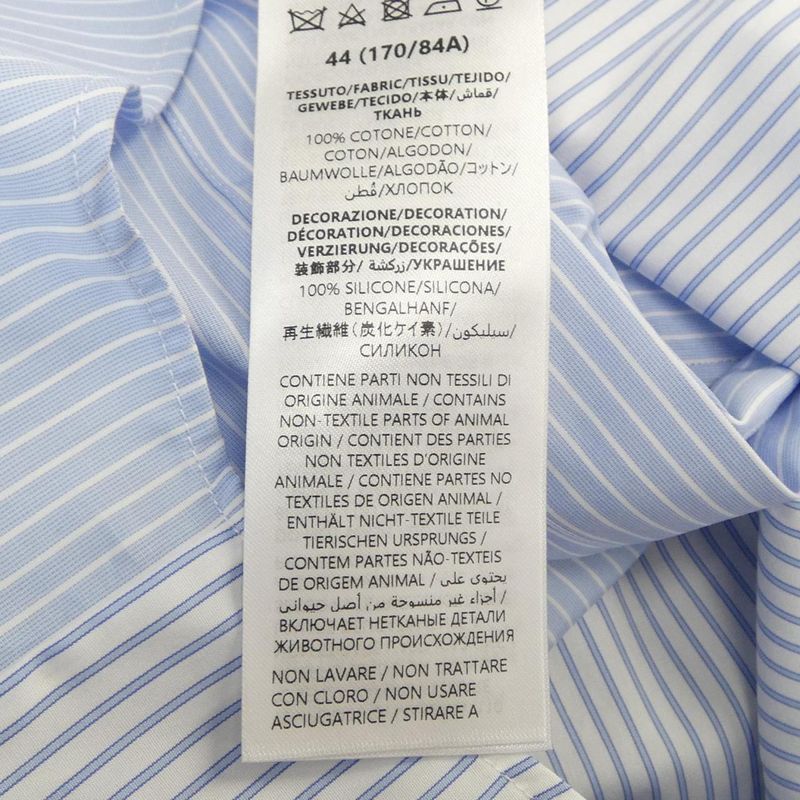 44 (170/84A)
TESSUTO/FABRIC/TISSU/TEJIDO/
GEWEBE/TECIDO/本体/قماش/
ТКАНЬ
100% COTONE/COTTON/
COTON/ALGODON/
BAUMWOLLE/ALGODÃO/コットン/
قُطن/ХЛОПОК
DECORAZIONE/DECORATION/
DÉCORATION/DECORACIONES/
VERZIERUNG/DECORAÇÕES/
装飾部分/زركشة/УКРАШЕНИЕ
100% SILICONE/SILICONA/
BENGALHANF/
再生繊維(炭化ケイ素)/سيليكون/
СИЛИКОН
CONTIENE PARTI NON TESSILI DI
ORIGINE ANIMALE / CONTAINS
NON-TEXTILE PARTS OF ANIMAL
ORIGIN / CONTIENT DES PARTIES
NON TEXTILES D'ORIGINE
ANIMALE / CONTIENE PARTES NO
TEXTILES DE ORIGEN ANIMAL /
ENTHÄLT NICHT-TEXTILE TEILE
TIERISCHEN URSPRUNGS /
CONTEM PARTES NÃO-TEXTEIS
DE ORIGEM ANIMAL / يحتوي على
أجزاء غير منسوجة من أصل حيواني /
ВКЛЮЧАЕТ НЕТКАНЫЕ ДЕТАЛИ
ЖИВОТНОГО ПРОИСХОЖДЕНИЯ
NON LAVARE / NON TRATTARE
CON CLORO / NON USARE
ASCIUGATRICE / STIRARE A